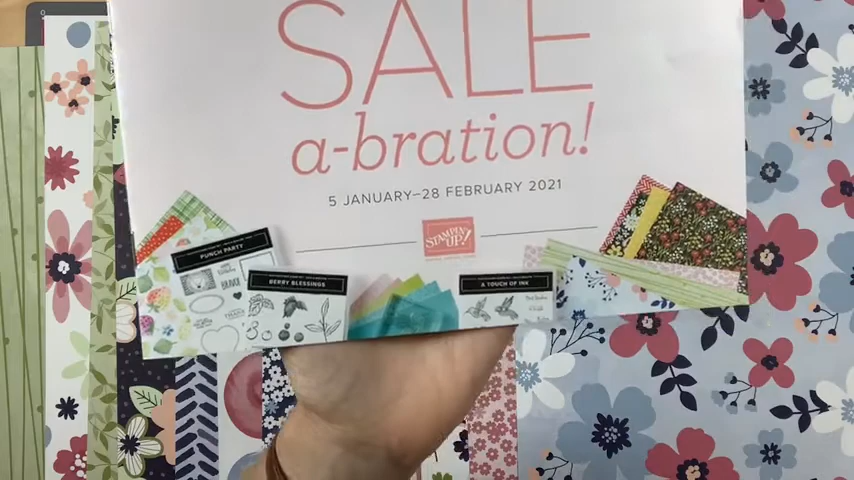 SALE
a-bration!
5 JANUARY–28 FEBRUARY 2021
STAMPIN' UP!
PUNCH PARTY
BERRY BLESSINGS
A TOUCH OF INK